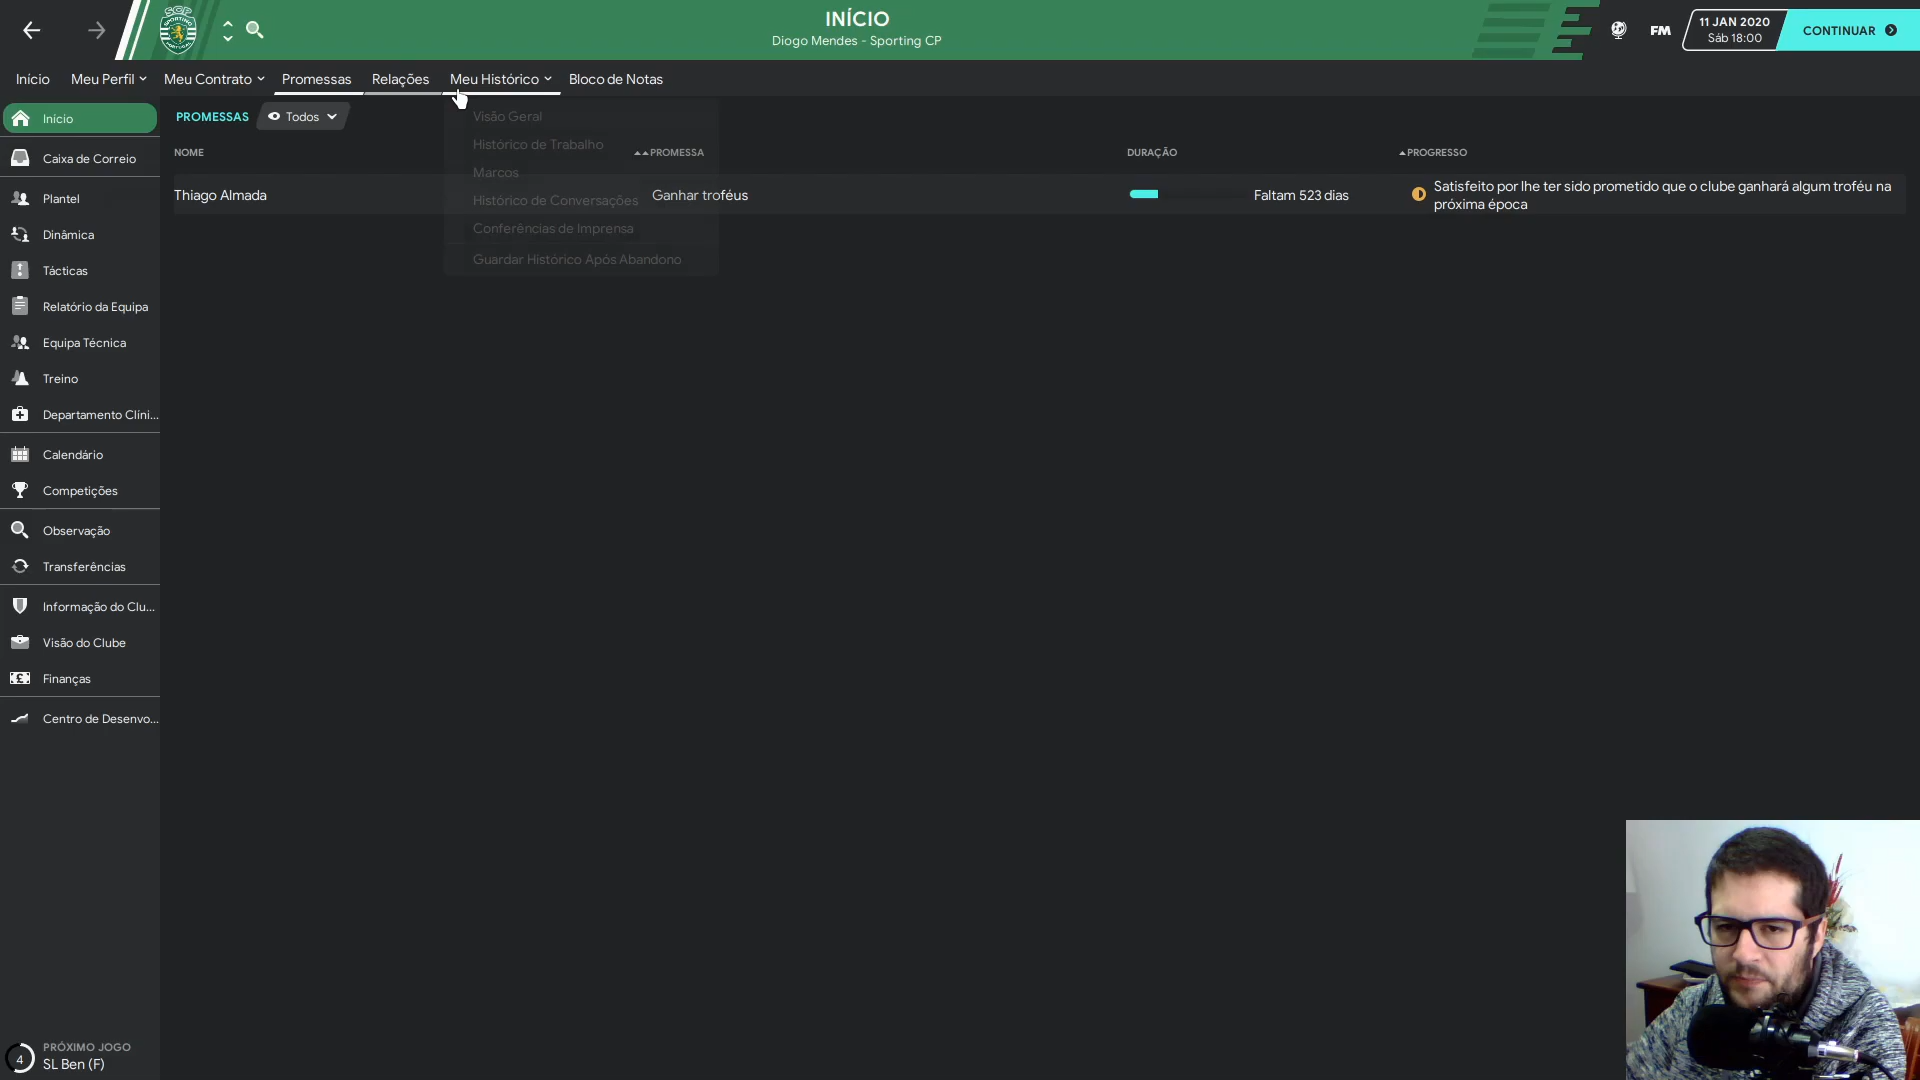 INÍCIO
Diogo Mendes - Sporting CP
FM
11 JAN 2020
Sáb 18:00
CONTINUAR
Início
Meu Perfil
Meu Contrato
Promessas
Relações
Meu Histórico
Bloco de Notas
Início
Caixa de Correio
Plantel
Dinâmica
Tácticas
Relatório da Equipa
Equipa Técnica
Treino
Departamento Clíni...
Calendário
Competições
Observação
Transferências
Informação do Clu...
Visão do Clube
Finanças
Centro de Desenvo...
4
PRÓXIMO JOGO
SL Ben (F)
PROMESSAS
Todos
NOME
PROMESSA
DURAÇÃO
PROGRESSO
Thiago Almada
Ganhar troféus
Faltam 523 dias
Satisfeito por lhe ter sido prometido que o clube ganhará algum troféu na
próxima época
Visão Geral
Histórico de Trabalho
Marcos
Histórico de Conversações
Conferências de Imprensa
Guardar Histórico Após Abandono
SCP
SPORTING
PORTUGAL